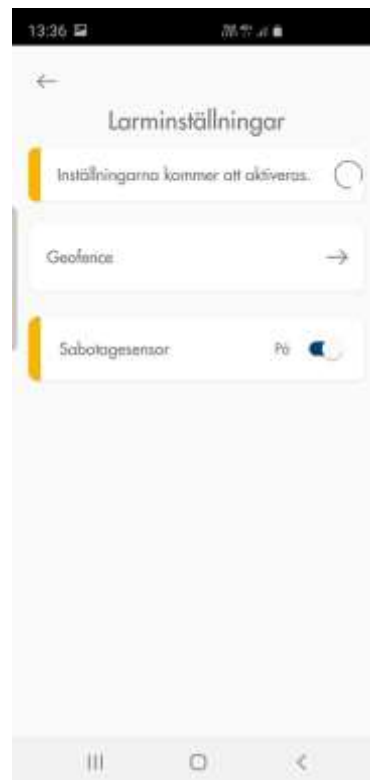 13:36
Larminställningar
Inställningarna kommer att aktiveras.
Geofence
Sabotagesensor På